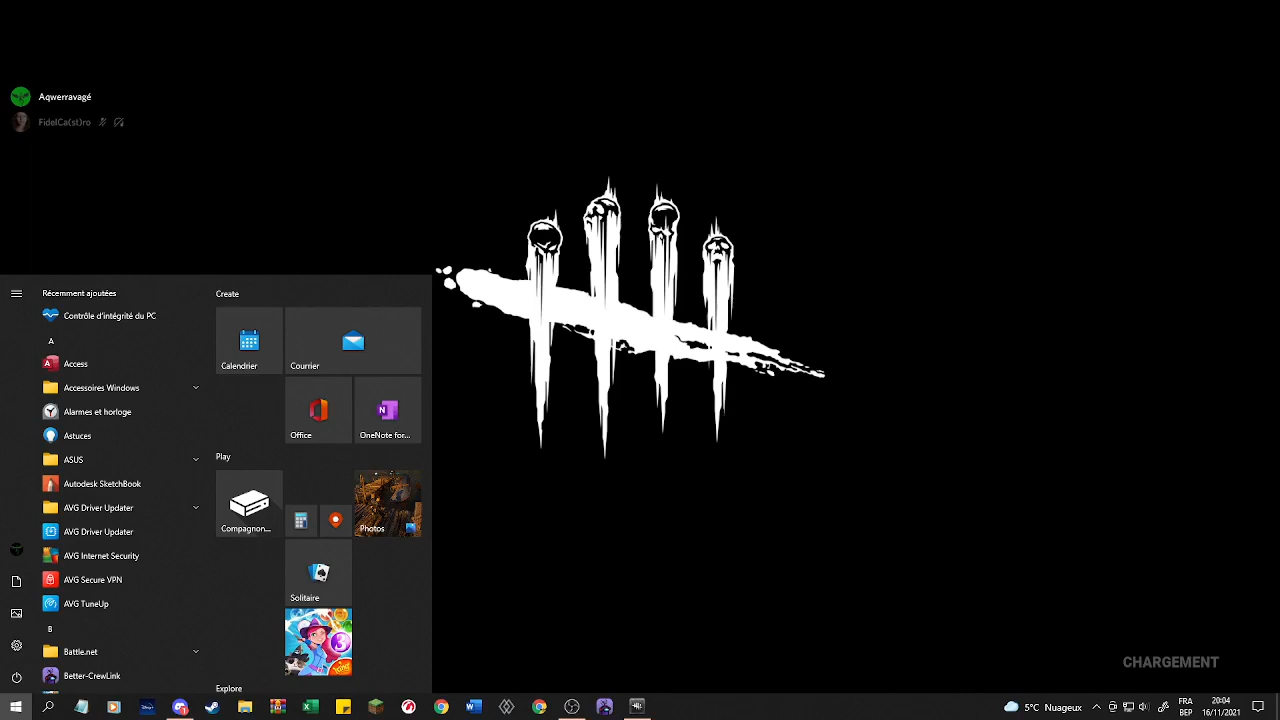 Aqwerravagé
FidelCa(st)ro
Récemment ajoutées
Contrôle d'intégrité du PC
A
Access
Accessoires Windows
Alarmes et horloge
Astuces
ASUS
Autodesk SketchBook
AVG Driver Updater
AVG Driver Updater
AVG Internet Security
AVG Secure VPN
AVG TuneUp
B
Battle.net
Better-CrewLink
Create
Calendrier
Courrier
Office
OneNote for...
Play
Compagnon...
Photos
Solitaire
Explore
CHARGEMENT
5°C Nuageux
FRA
BEP
20:04
16/11/2021